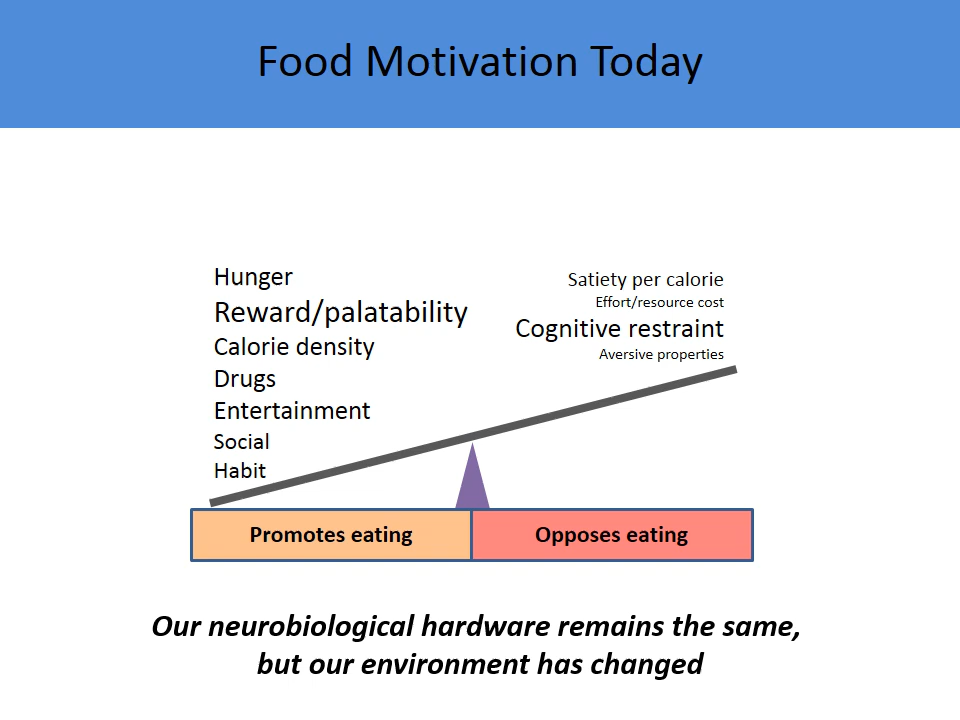 Food Motivation Today
Hunger
Reward/palatability
Calorie density
Drugs
Entertainment
Social
Habit
Satiety per calorie
Effort/resource cost
Cognitive restraint
Aversive properties
Promotes eating
Opposes eating
Our neurobiological hardware remains the same,
but our environment has changed